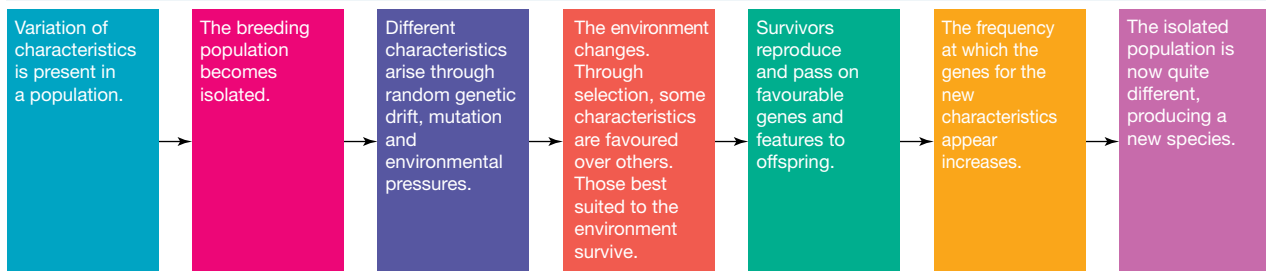 Variation of
characteristics
is present in
a population.
The breeding
population
becomes
isolated.
Different
characteristics
arise through
random genetic
drift, mutation
and
environmental
pressures.
The environment
changes.
Through
selection, some
characteristics
are favoured
over others.
Those best
suited to the
environment
survive.
Survivors
reproduce
and pass on
favourable
genes and
features to
offspring.
The frequency
at which the
genes for the
new
characteristics
appear
increases.
The isolated
population is
now quite
different,
producing a
new species.